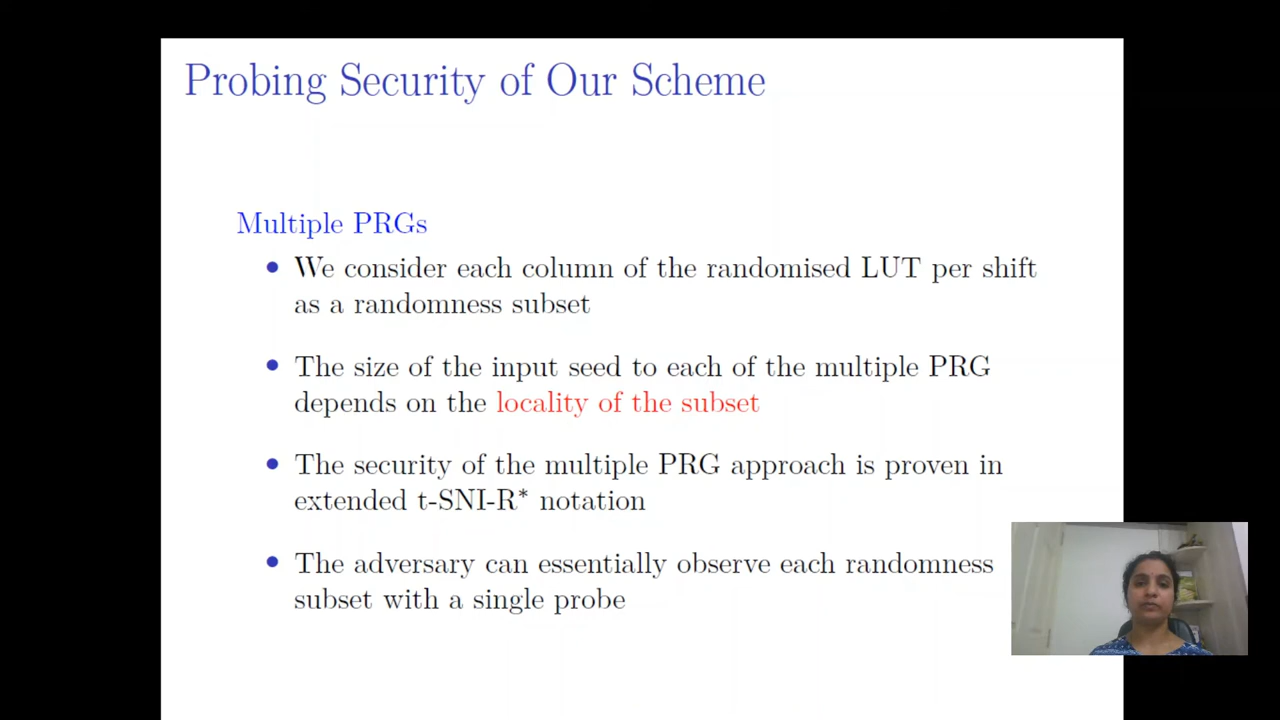 Probing Security of Our Scheme
Multiple PRGs
• We consider each column of the randomised LUT per shift
as a randomness subset
• The size of the input seed to each of the multiple PRG
depends on the locality of the subset
• The security of the multiple PRG approach is proven in
extended t-SNI-R* notation
• The adversary can essentially observe each randomness
subset with a single probe